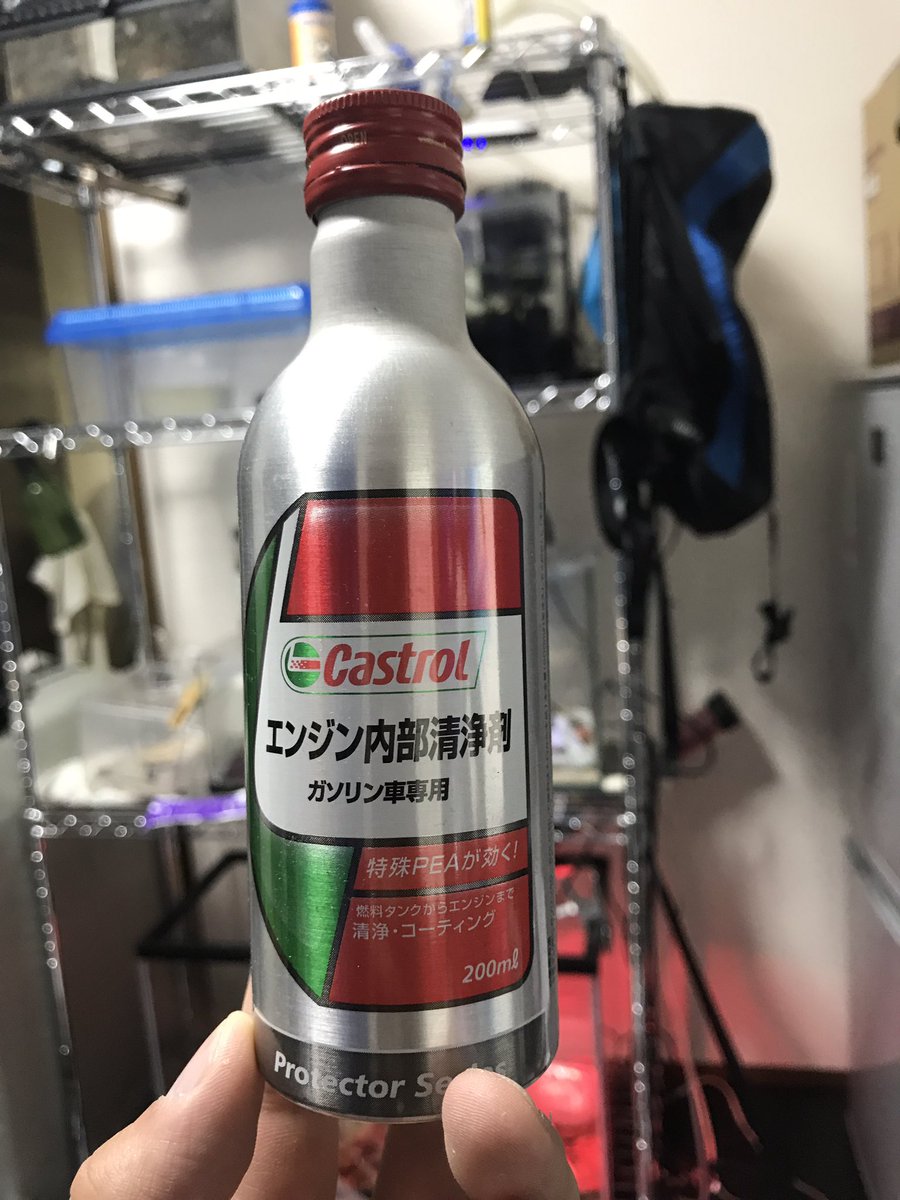 OPEN
Castrol
エンジン内部清浄剤
ガソリン車専用
特殊PEAが効く!
燃料タンクからエンジンまで
清浄・コーティング
200mℓ
Protector